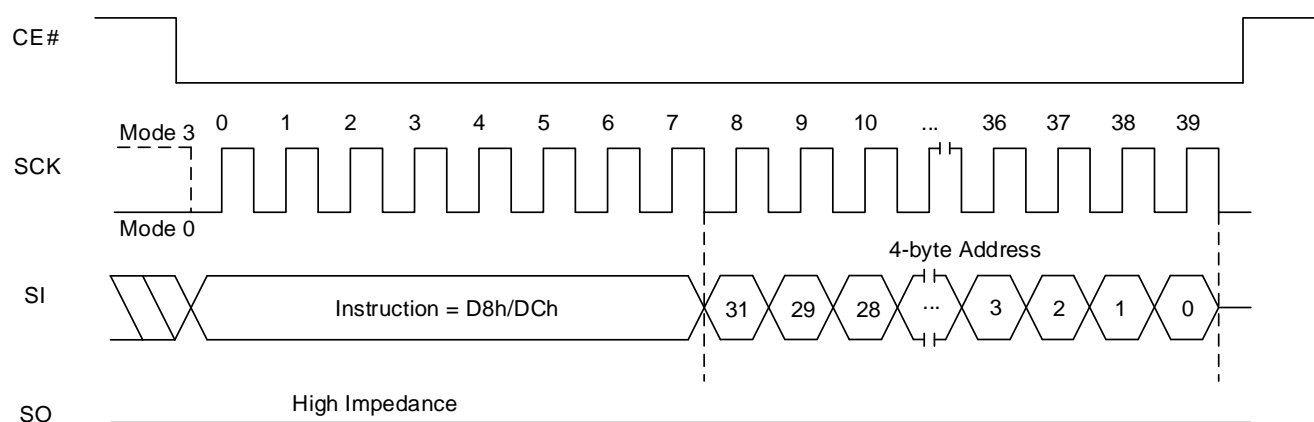 CE#
Mode 3
0 1 2 3 4 5 6 7 8 9 10 ... 36 37 38 39
SCK
Mode 0
4-byte Address
SI
Instruction = D8h/DCh
31 29 28 ... 3 2 1 0
High Impedance
SO